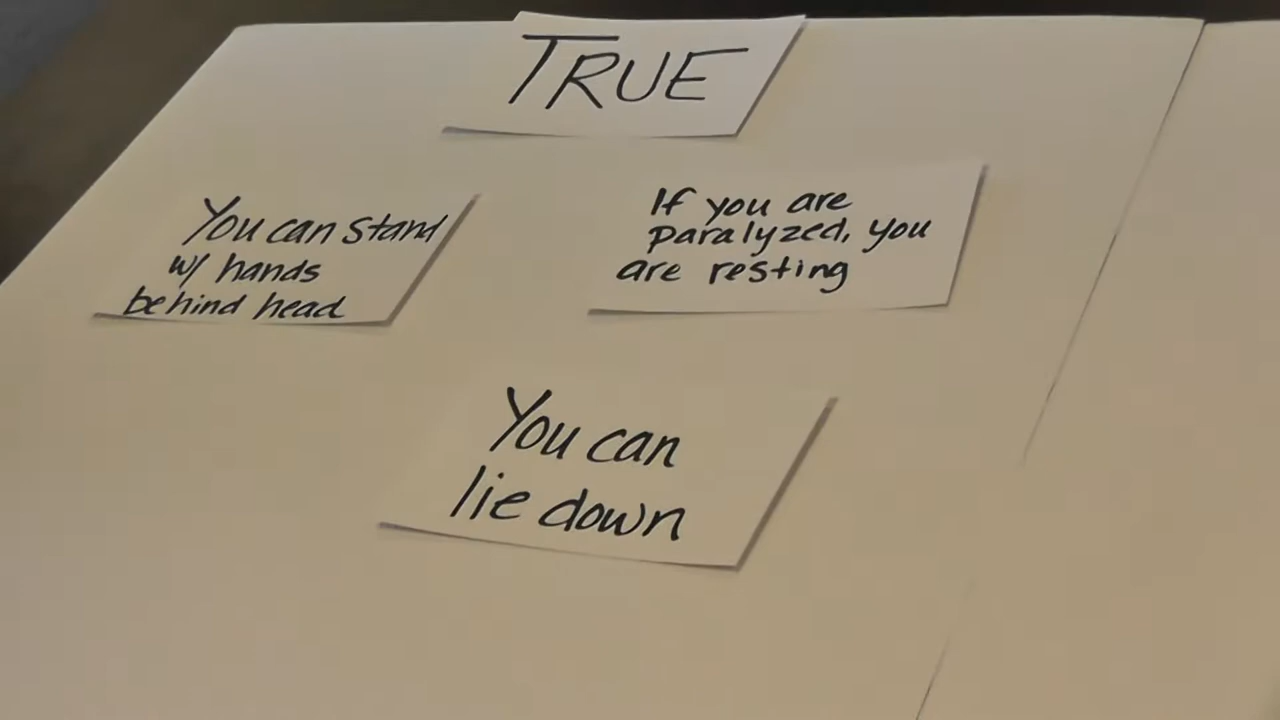 TRUE
You can stand
w/ hands
behind head
If you are
paralyzed, you
are resting
You can
lie down